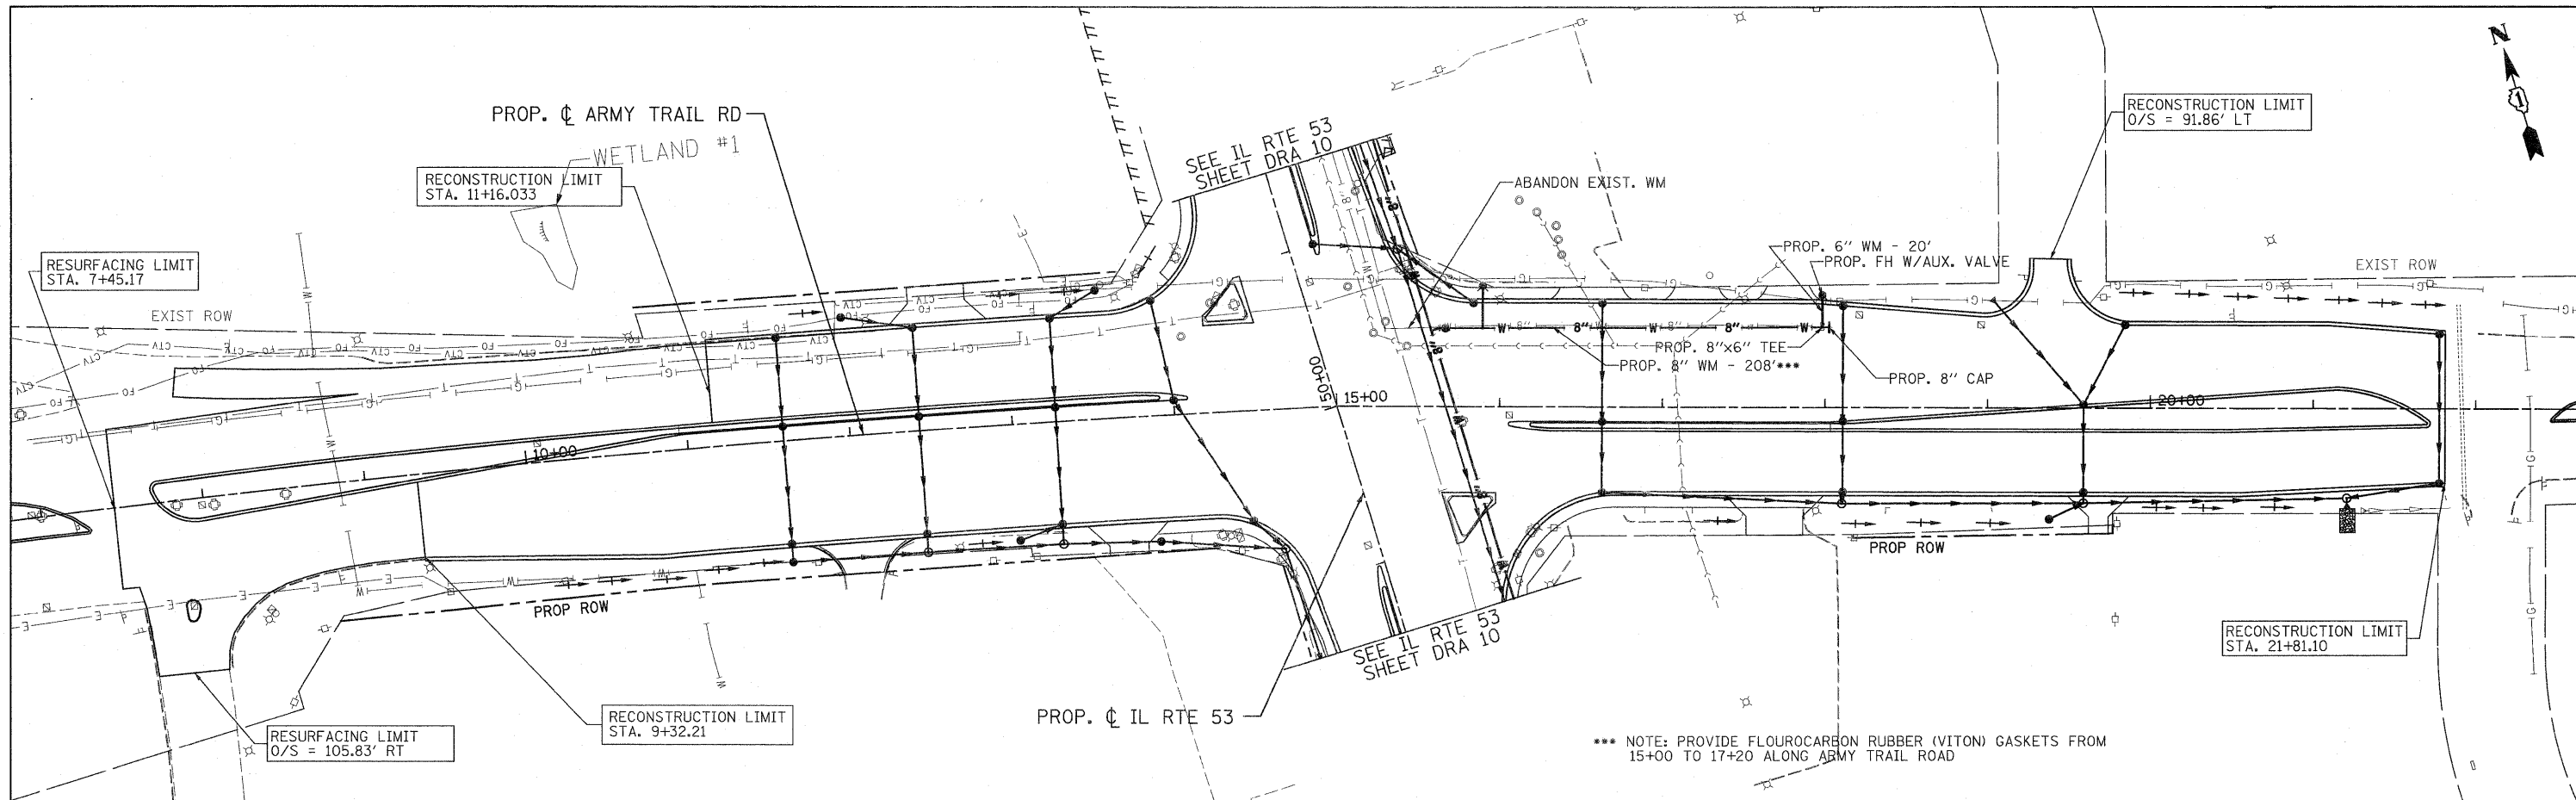 PROP. ℄ ARMY TRAIL RD
WETLAND #1
RECONSTRUCTION LIMIT
STA. 11+16.033
RESURFACING LIMIT
STA. 7+45.17
EXIST ROW
SEE IL RTE 53
SHEET DRA 10
ABANDON EXIST. WM
PROP. 6" WM - 20'
PROP. FH W/AUX. VALVE
RECONSTRUCTION LIMIT
O/S = 91.86' LT
N
1
EXIST ROW
8"
W
8"
W
8"
W
PROP. 8"x6" TEE
PROP. 8" WM - 208'***
PROP. 8" CAP
150+00
15+00
20+00
10+00
PROP ROW
PROP ROW
SEE IL RTE 53
SHEET DRA 10
PROP. ℄ IL RTE 53
RECONSTRUCTION LIMIT
STA. 9+32.21
RESURFACING LIMIT
O/S = 105.83' RT
RECONSTRUCTION LIMIT
STA. 21+81.10
*** NOTE: PROVIDE FLOUROCARBON RUBBER (VITON) GASKETS FROM
15+00 TO 17+20 ALONG ARMY TRAIL ROAD